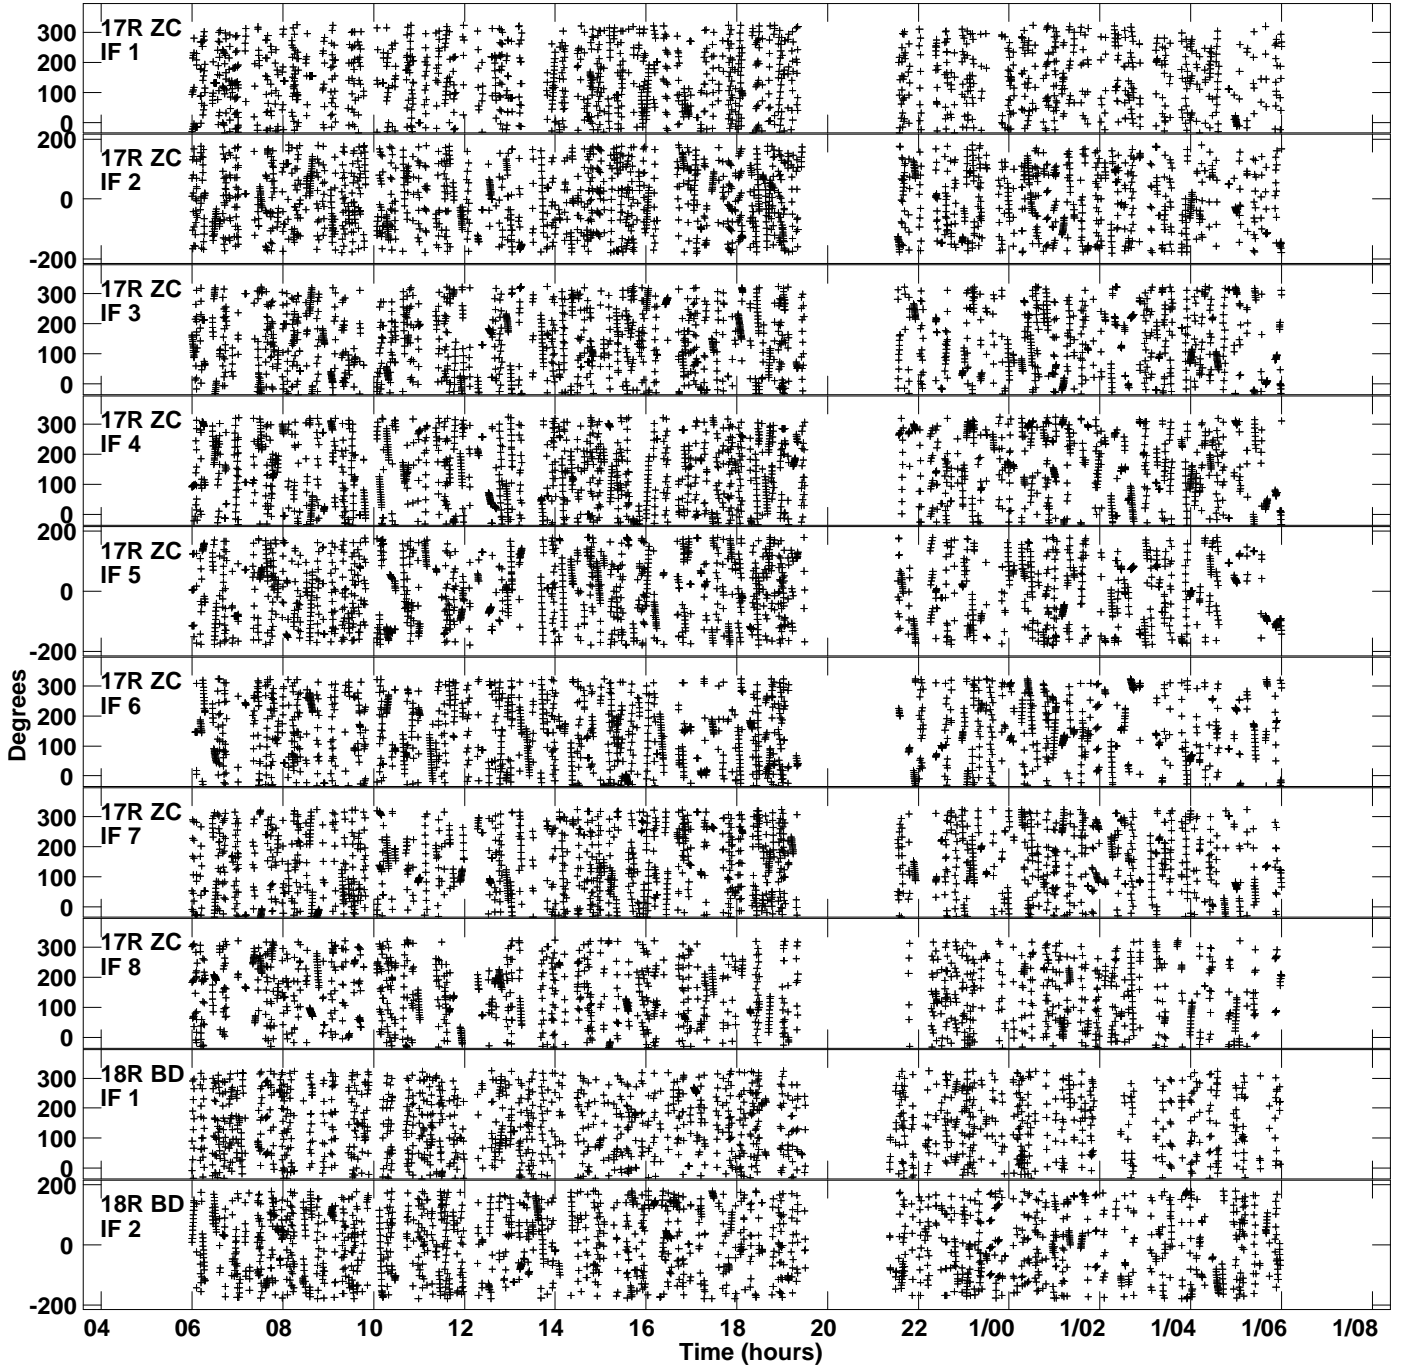 17R ZC
IF 1
300
200
100
0
17R ZC
IF 2
200
0
-200
17R ZC
IF 3
300
200
100
0
17R ZC
IF 4
300
200
100
0
17R ZC
IF 5
200
0
-200
17R ZC
IF 6
300
200
100
0
17R ZC
IF 7
300
200
100
0
17R ZC
IF 8
300
200
100
0
18R BD
IF 1
300
200
100
0
18R BD
IF 2
200
0
-200
Degrees
04 06 08 10 12 14 16 18 20 22 1/00 1/02 1/04 1/06 1/08
Time (hours)